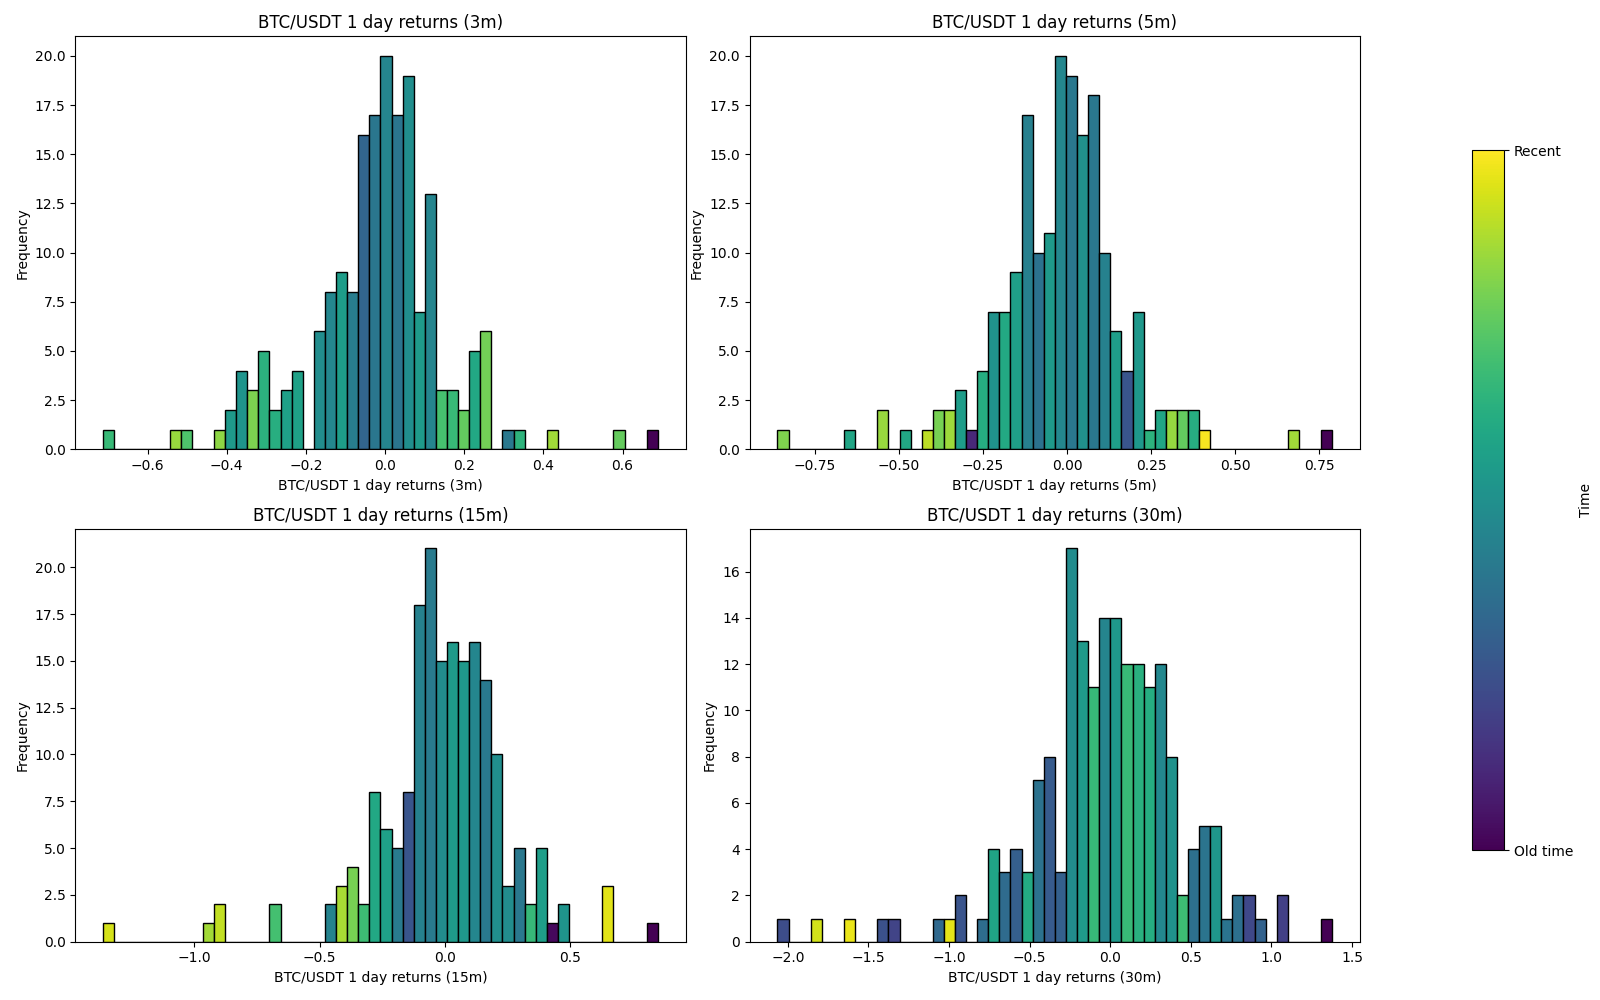 BTC/USDT 1 day returns (3m)
20.0
17.5
15.0
12.5
10.0
7.5
5.0
2.5
0.0
Frequency
−0.6 −0.4 −0.2 0.0 0.2 0.4 0.6
BTC/USDT 1 day returns (3m)
BTC/USDT 1 day returns (5m)
20.0
17.5
15.0
12.5
10.0
7.5
5.0
2.5
0.0
Frequency
−0.75 −0.50 −0.25 0.00 0.25 0.50 0.75
BTC/USDT 1 day returns (5m)
BTC/USDT 1 day returns (15m)
20.0
17.5
15.0
12.5
10.0
7.5
5.0
2.5
0.0
Frequency
−1.0 −0.5 0.0 0.5
BTC/USDT 1 day returns (15m)
BTC/USDT 1 day returns (30m)
16
14
12
10
8
6
4
2
0
Frequency
−2.0 −1.5 −1.0 −0.5 0.0 0.5 1.0 1.5
BTC/USDT 1 day returns (30m)
Recent
Time
Old time